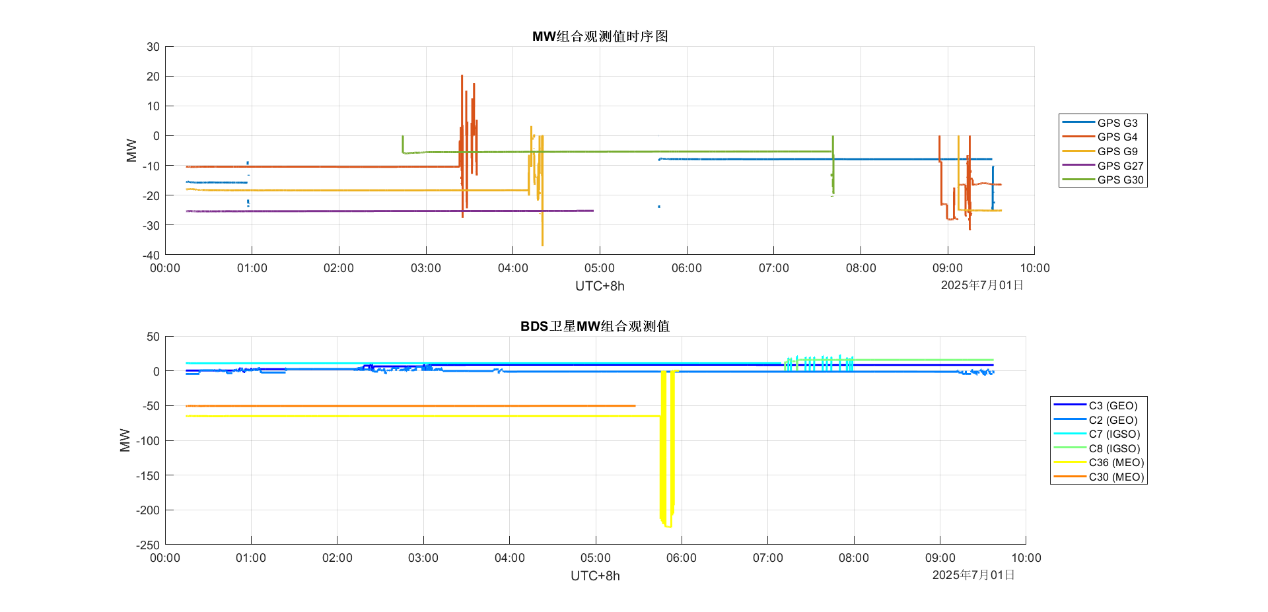 MW组合观测值时序图
30
20
10
0
-10
-20
-30
-40
MW
00:00 01:00 02:00 03:00 04:00 05:00 06:00 07:00 08:00 09:00 10:00
UTC+8h
2025年7月01日
GPS G3
GPS G4
GPS G9
GPS G27
GPS G30
BDS卫星MW组合观测值
50
0
-50
-100
-150
-200
-250
MW
00:00 01:00 02:00 03:00 04:00 05:00 06:00 07:00 08:00 09:00 10:00
UTC+8h
2025年7月01日
C3 (GEO)
C2 (GEO)
C7 (IGSO)
C8 (IGSO)
C36 (MEO)
C30 (MEO)